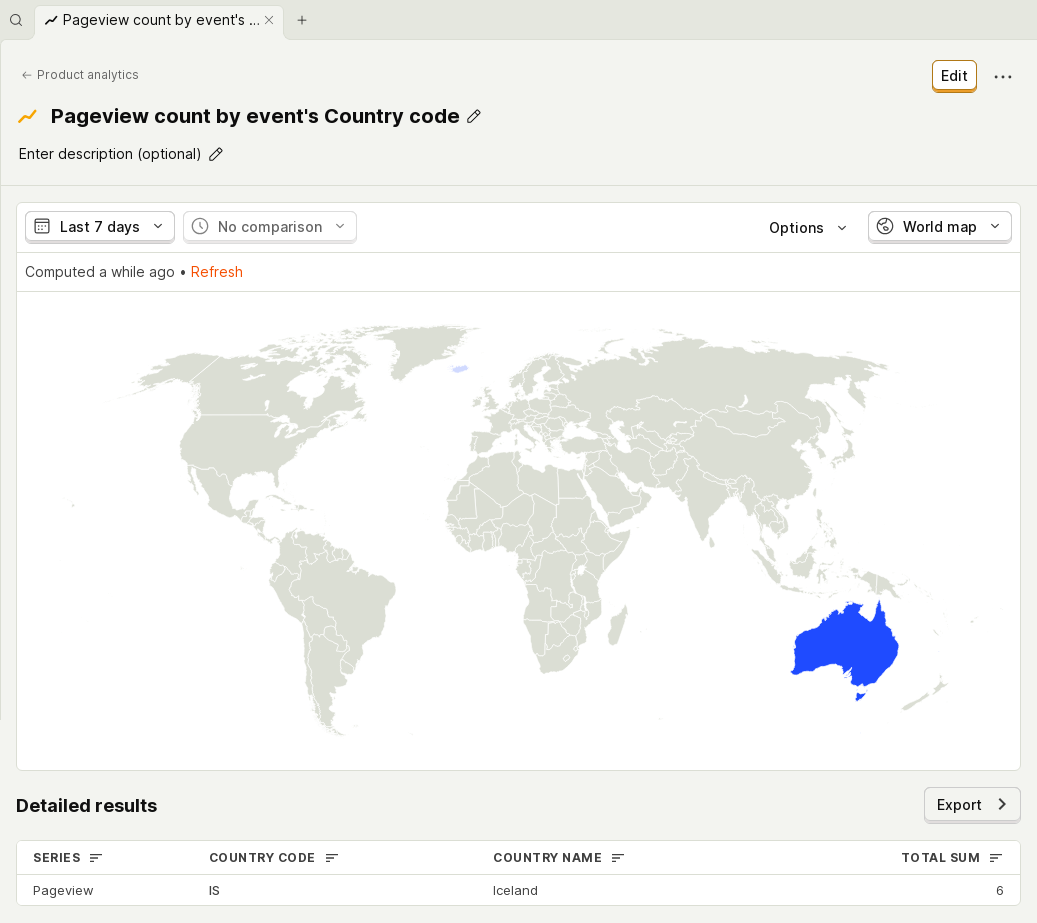 Pageview count by event's ...
Product analytics
Edit
Pageview count by event's Country code
Enter description (optional)
Last 7 days
No comparison
Options
World map
Computed a while ago • Refresh
Detailed results
Export
SERIES COUNTRY CODE COUNTRY NAME TOTAL SUM
Pageview IS Iceland 6